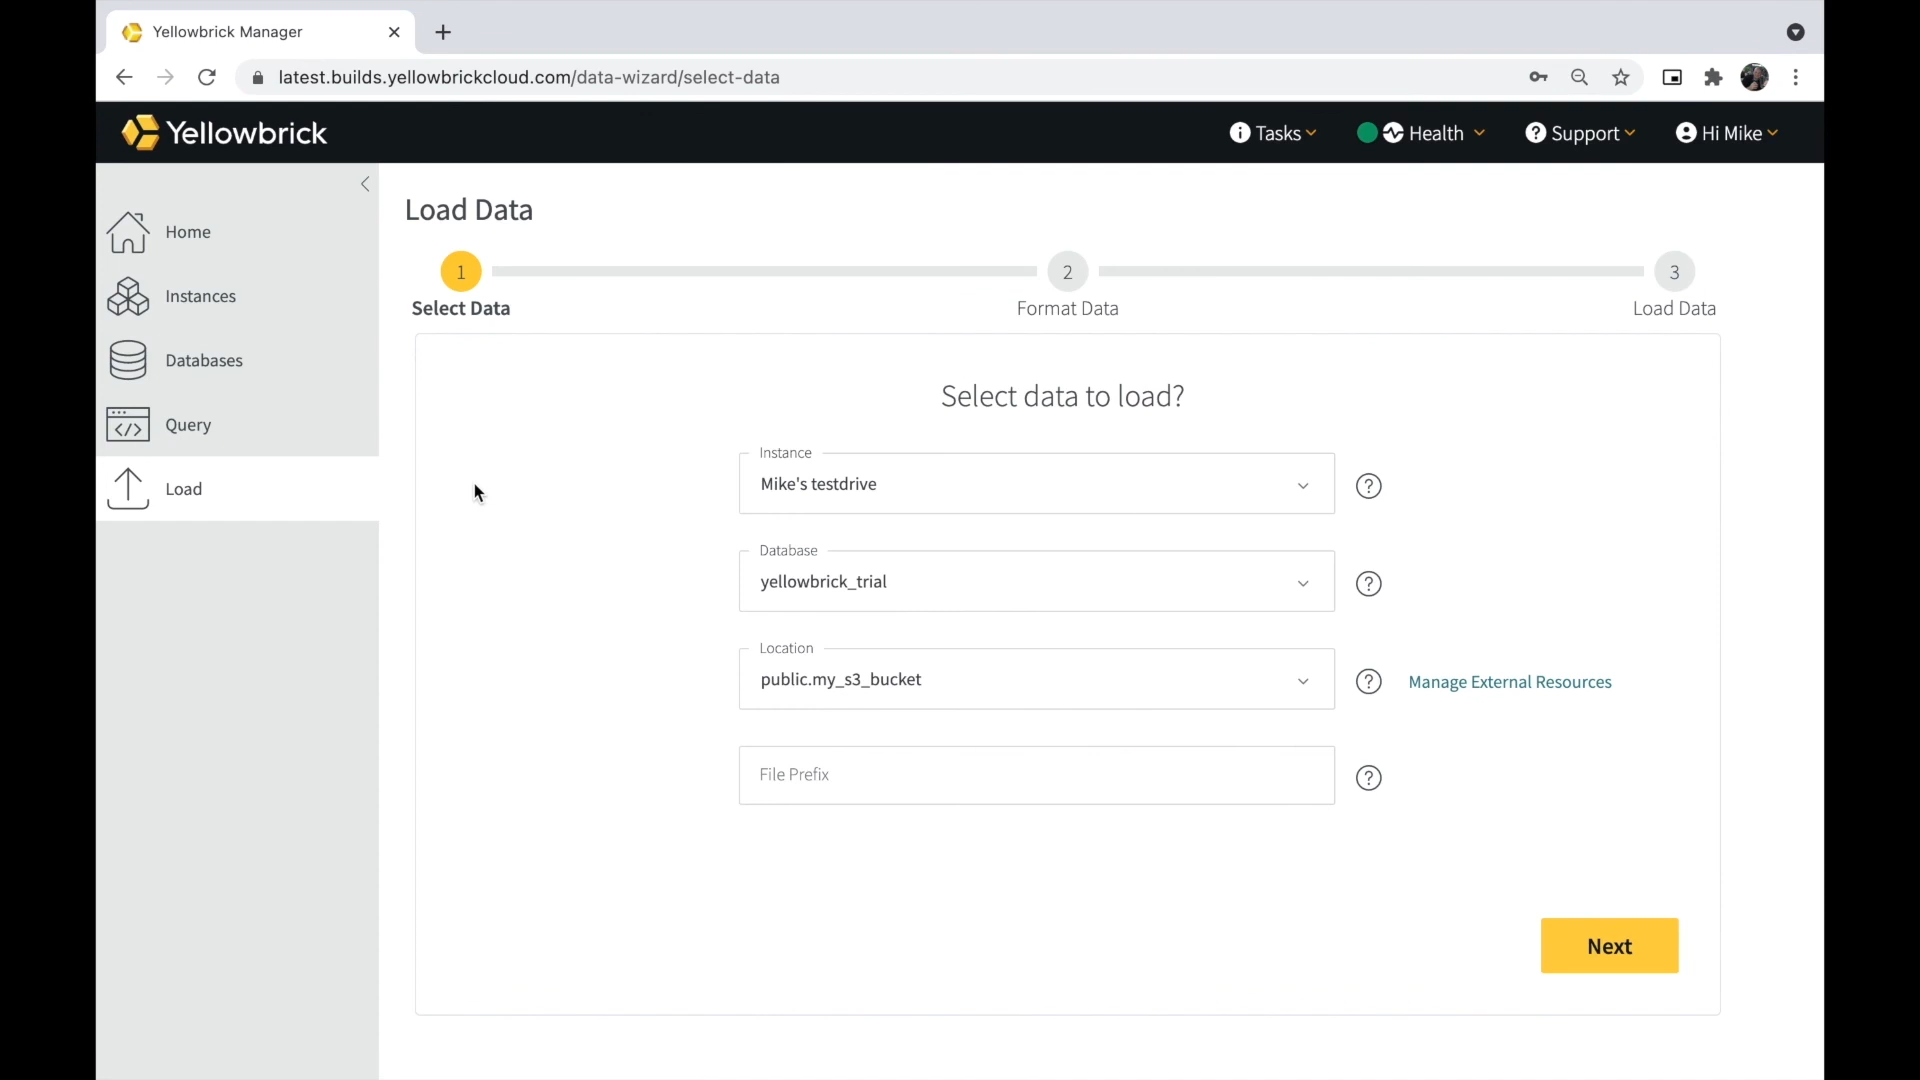 Yellowbrick Manager
latest.builds.yellowbrickcloud.com/data-wizard/select-data
Yellowbrick
Tasks
Health
Support
Hi Mike
Home
Instances
Databases
Query
Load
Load Data
1
2
3
Select Data
Format Data
Load Data
Select data to load?
Instance
Mike's testdrive
Database
yellowbrick_trial
Location
public.my_s3_bucket
Manage External Resources
File Prefix
Next